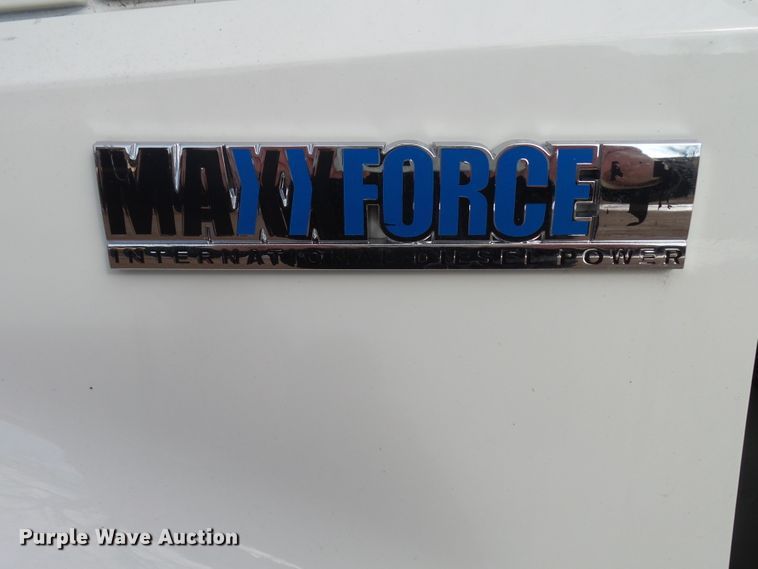 MAXXFORCE
INTERNATIONAL DIESEL POWER
Purple Wave Auction